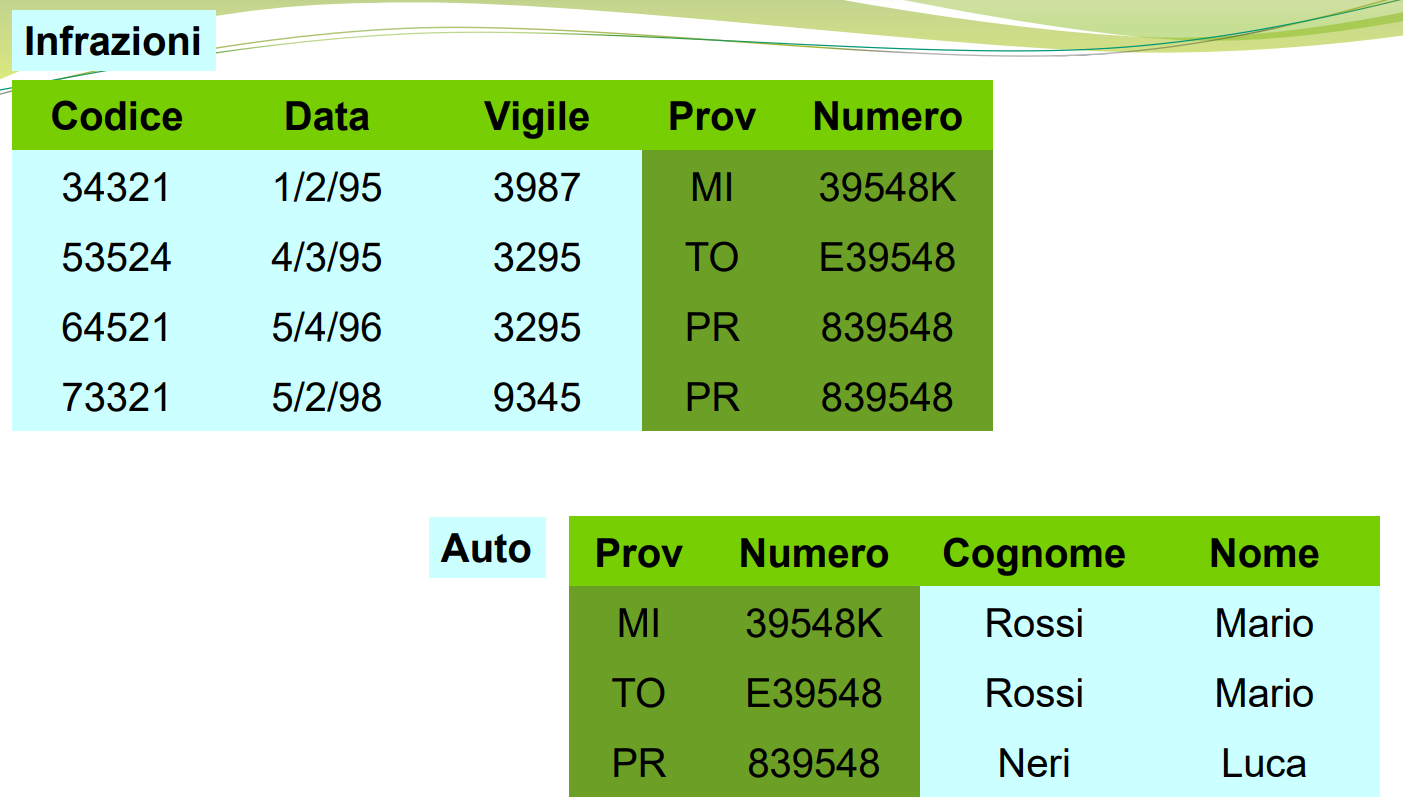 Infrazioni
Codice Data Vigile Prov Numero
34321 1/2/95 3987 MI 39548K
53524 4/3/95 3295 TO E39548
64521 5/4/96 3295 PR 839548
73321 5/2/98 9345 PR 839548
Auto
Prov Numero Cognome Nome
MI 39548K Rossi Mario
TO E39548 Rossi Mario
PR 839548 Neri Luca